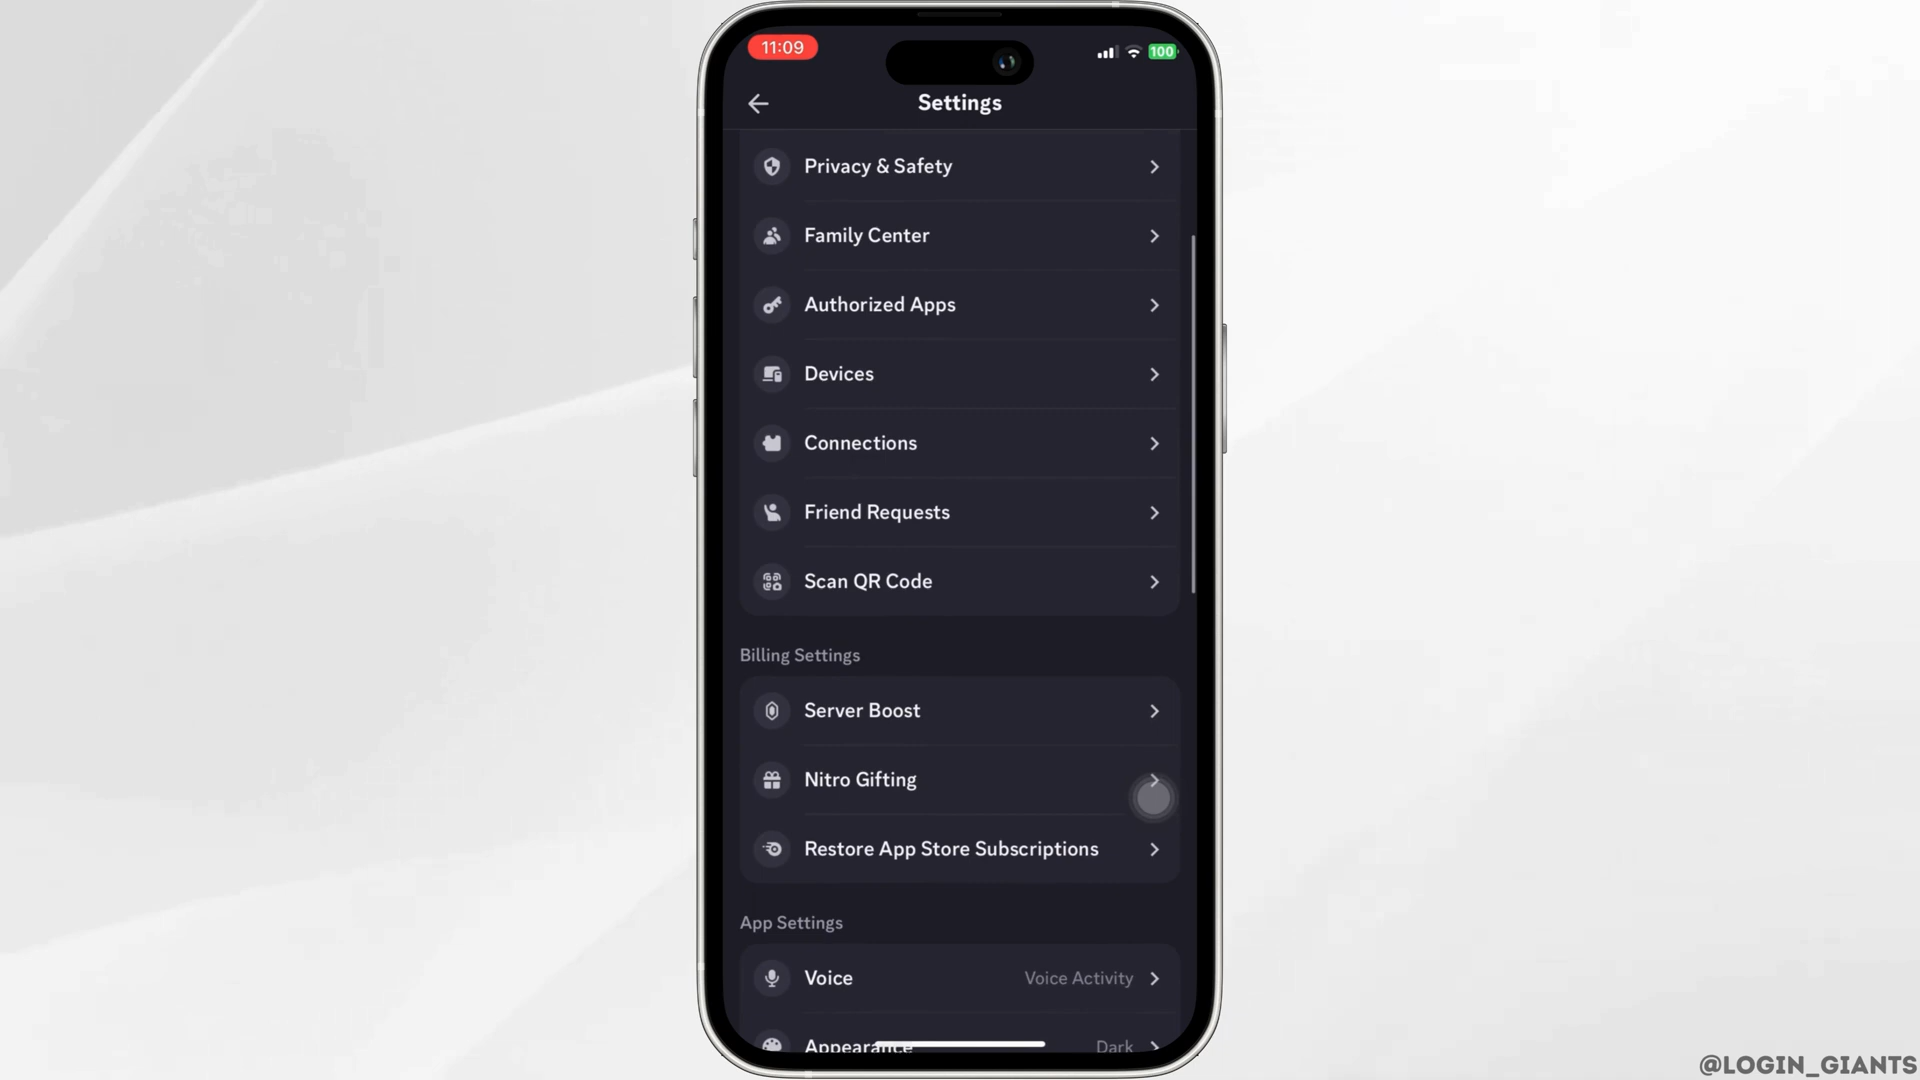 11:09
100
Settings
Privacy & Safety
Family Center
Authorized Apps
Devices
Connections
Friend Requests
Scan QR Code
Billing Settings
Server Boost
Nitro Gifting
Restore App Store Subscriptions
App Settings
Voice Voice Activity
Appearance Dark
@LOGIN_GIANTS